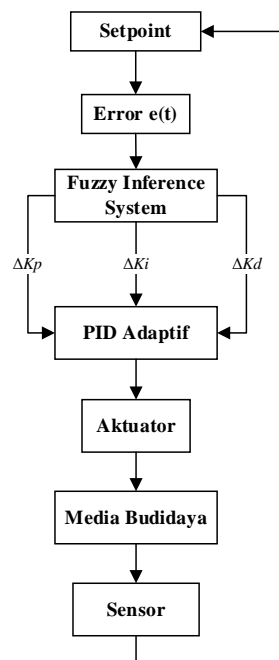 Setpoint
Error e(t)
Fuzzy Inference
System
ΔKp
ΔKi
ΔKd
PID Adaptif
Aktuator
Media Budidaya
Sensor